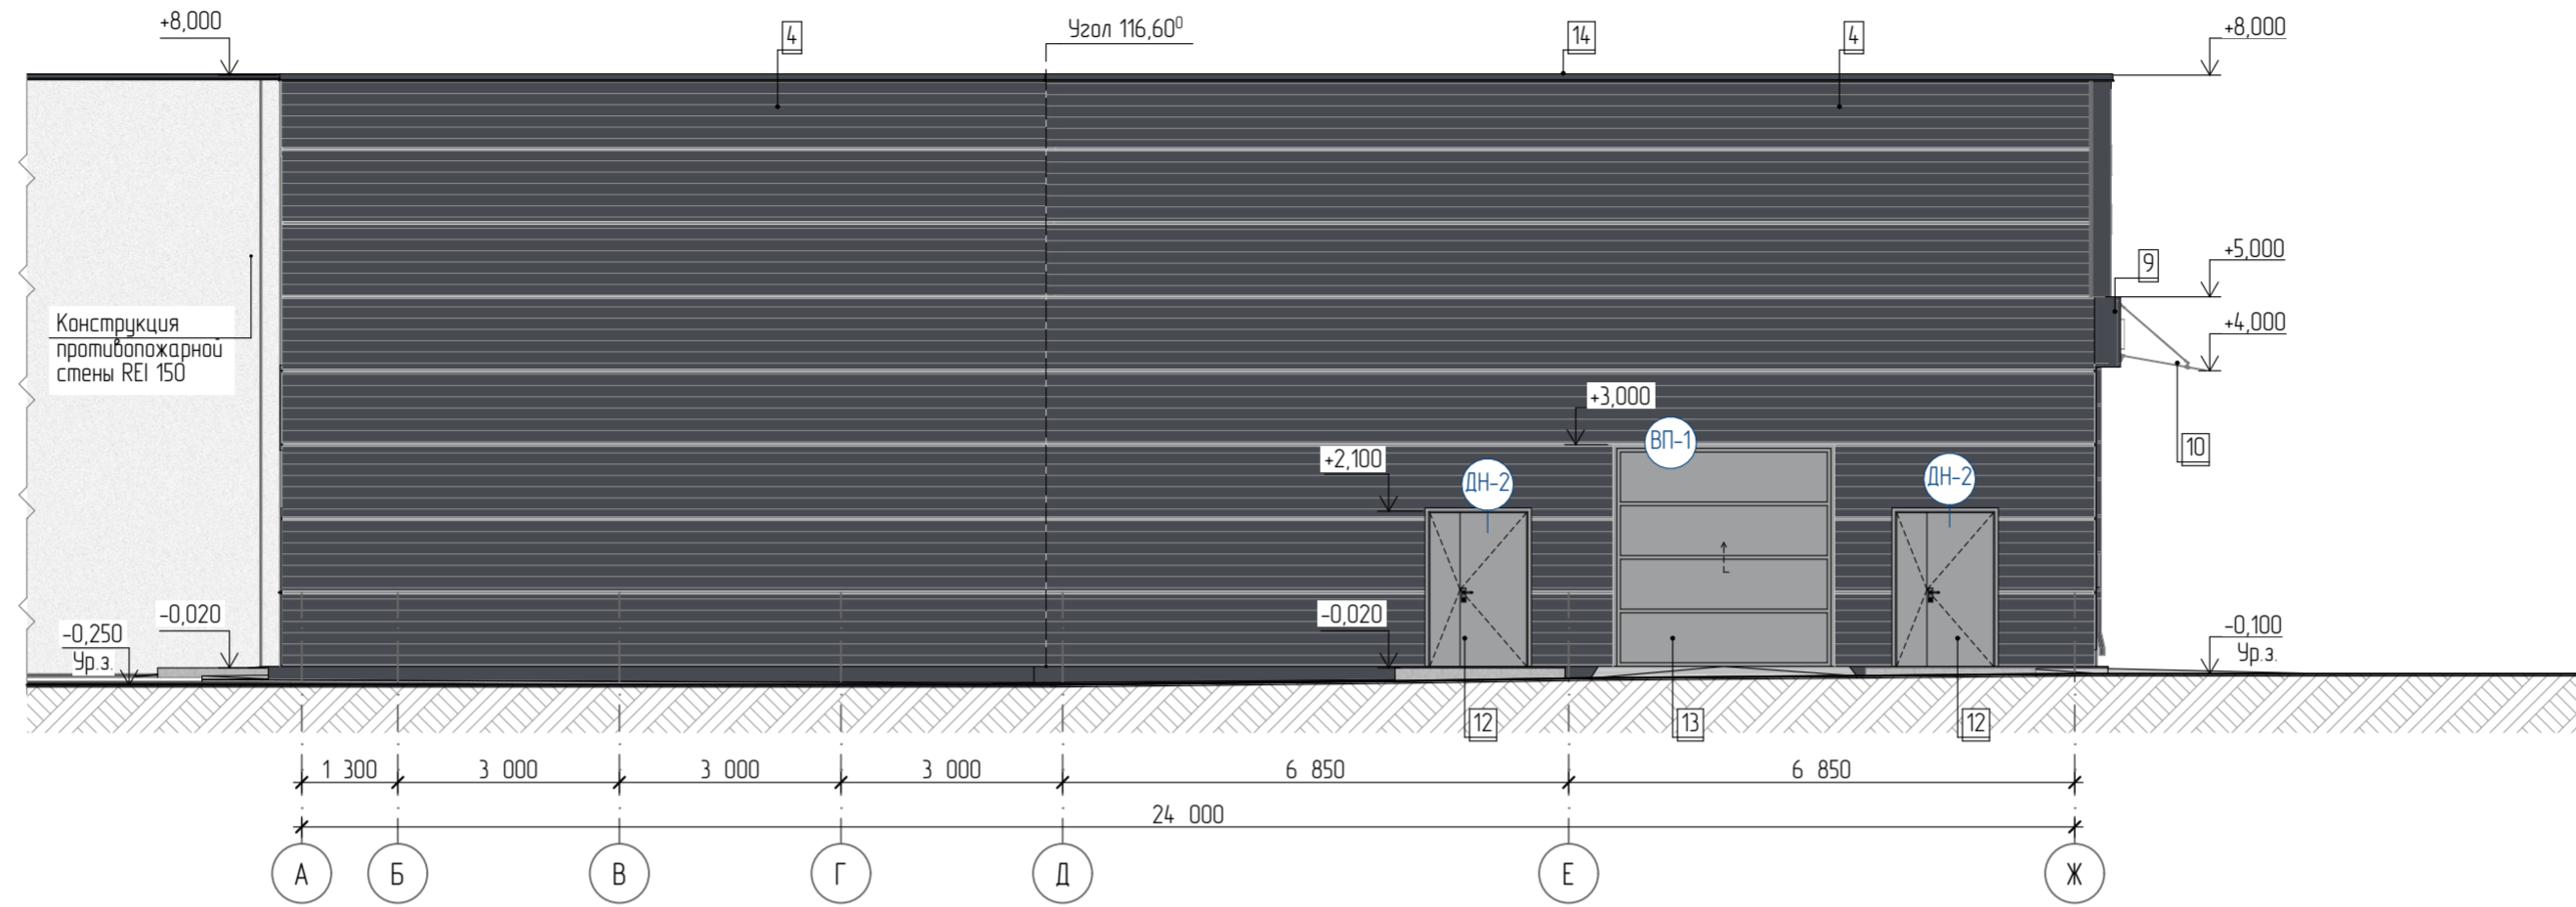 +8,000
4
Угол 116,60⁰
14
4
+8,000
+5,000
9
+4,000
Конструкция
противопожарной
стены REI 150
+3,000
ВП-1
10
+2,100
ДН-2
ДН-2
-0,020
-0,020
-0,250
Ур.з.
-0,100
Ур.з.
12
13
12
1 300
3 000
3 000
3 000
6 850
6 850
24 000
А
Б
В
Г
Д
Е
Ж